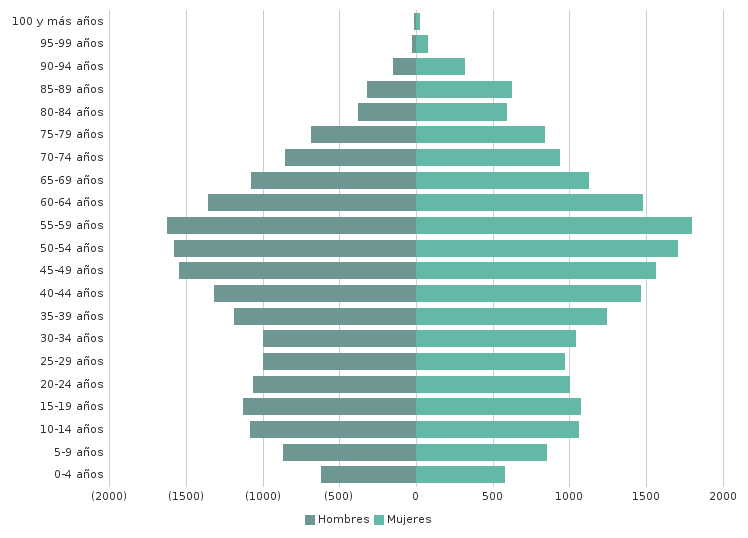 100 y más años
95-99 años
90-94 años
85-89 años
80-84 años
75-79 años
70-74 años
65-69 años
60-64 años
55-59 años
50-54 años
45-49 años
40-44 años
35-39 años
30-34 años
25-29 años
20-24 años
15-19 años
10-14 años
5-9 años
0-4 años
(2000) (1500) (1000) (500) 0 500 1000 1500 2000
Hombres Mujeres